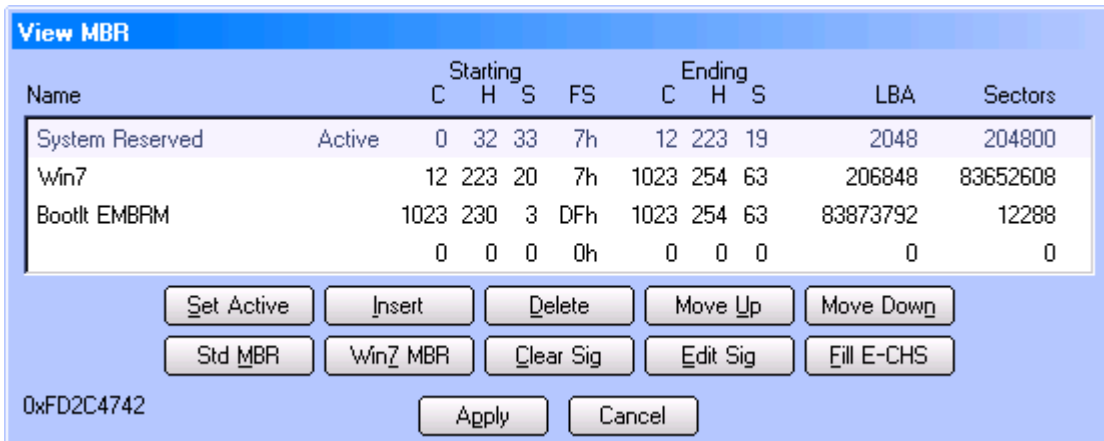 View MBR
Starting Ending
Name C H S FS C H S LBA Sectors
System Reserved Active 0 32 33 7h 12 223 19 2048 204800
Win7 12 223 20 7h 1023 254 63 206848 83652608
BootIt EMBRM 1023 230 3 DFh 1023 254 63 83873792 12288
0 0 0 0h 0 0 0 0 0
Set Active Insert Delete Move Up Move Down
Std MBR Win7 MBR Clear Sig Edit Sig Fill E-CHS
0xFD2C4742 Apply Cancel